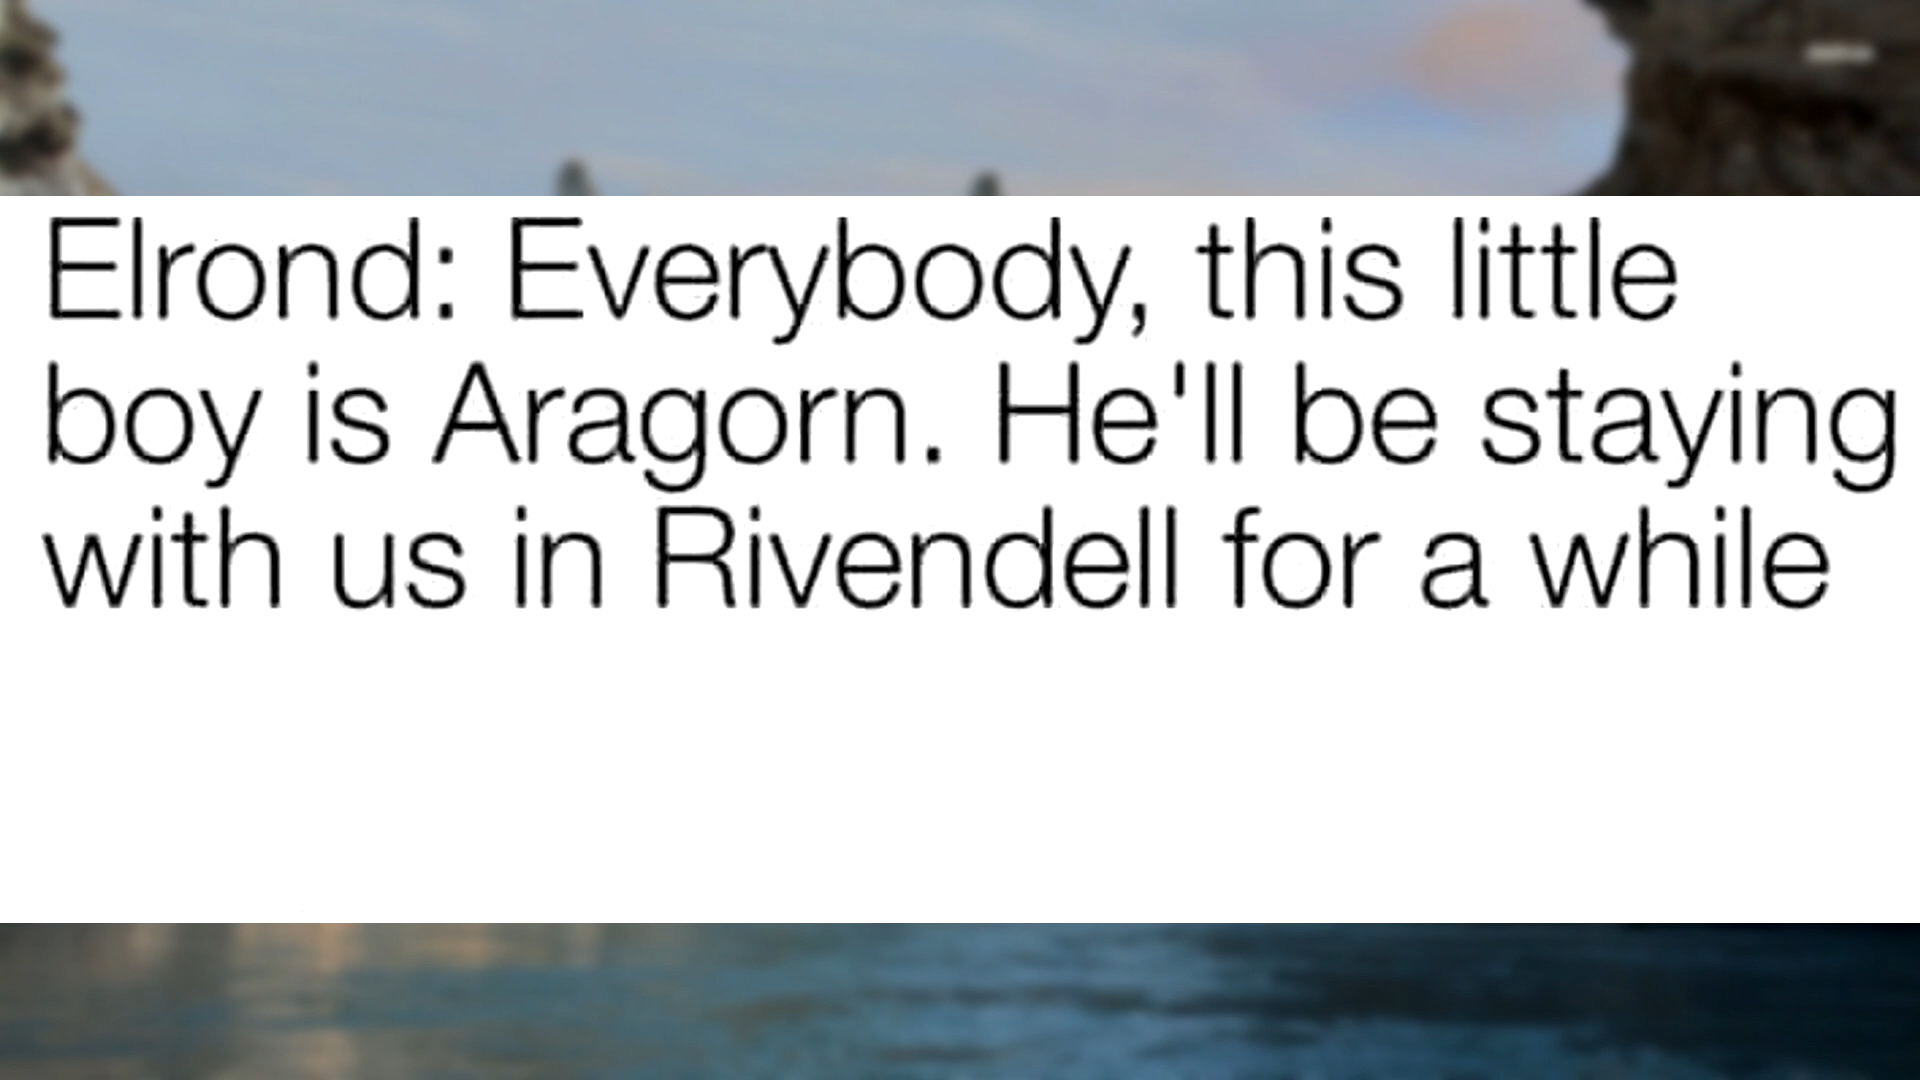 Elrond: Everybody, this little
boy is Aragorn. He'll be staying
with us in Rivendell for a while